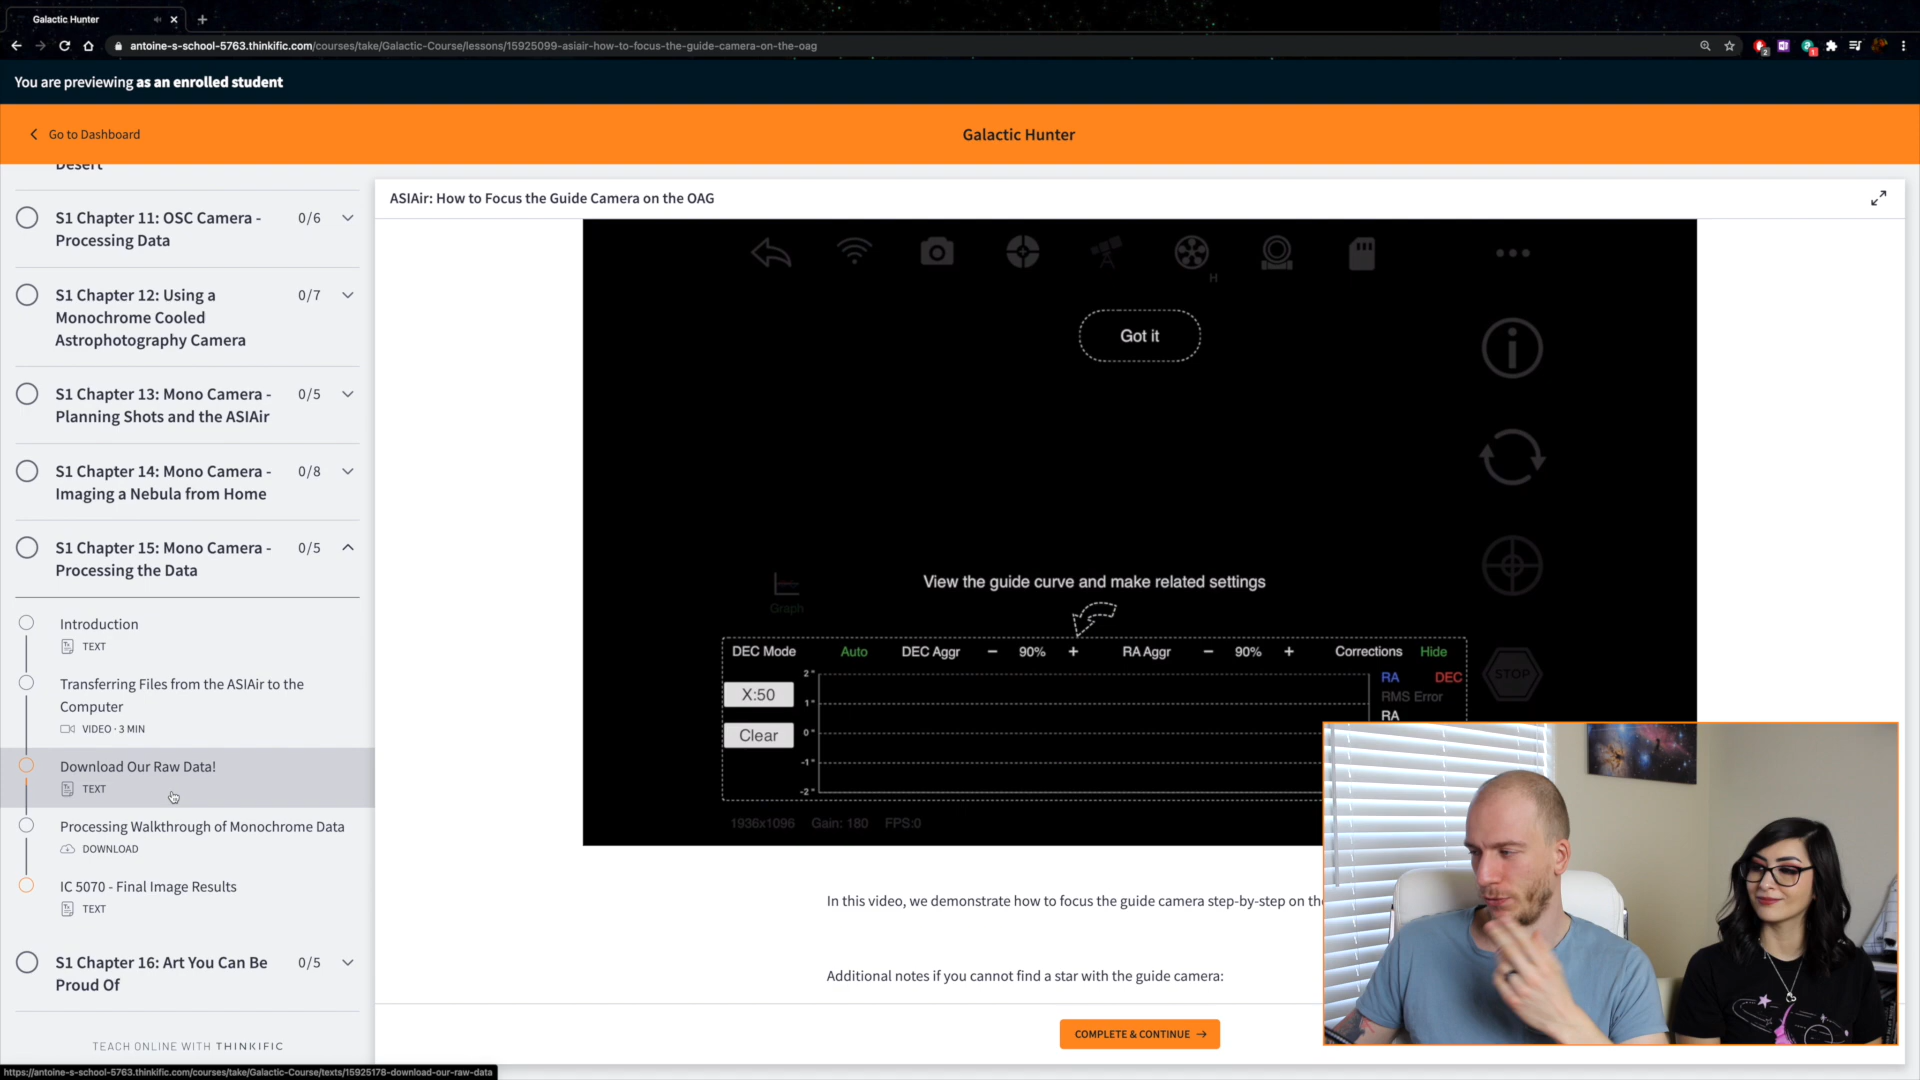 Galactic Hunter
antoine-s-school-5763.thinkific.com/courses/take/Galactic-Course/lessons/15925099-asiair-how-to-focus-the-guide-camera-on-the-oag
You are previewing as an enrolled student
Go to Dashboard
Galactic Hunter
Desert
S1 Chapter 11: OSC Camera -
Processing Data
0/6
S1 Chapter 12: Using a
Monochrome Cooled
Astrophotography Camera
0/7
S1 Chapter 13: Mono Camera -
Planning Shots and the ASIAir
0/5
S1 Chapter 14: Mono Camera -
Imaging a Nebula from Home
0/8
S1 Chapter 15: Mono Camera -
Processing the Data
0/5
Introduction
TEXT
Transferring Files from the ASIAir to the
Computer
VIDEO · 3 MIN
Download Our Raw Data!
TEXT
Processing Walkthrough of Monochrome Data
DOWNLOAD
IC 5070 - Final Image Results
TEXT
S1 Chapter 16: Art You Can Be
Proud Of
0/5
TEACH ONLINE WITH THINKIFIC
https://antoine-s-school-5763.thinkific.com/courses/take/Galactic-Course/texts/15925178-download-our-raw-data
ASIAir: How to Focus the Guide Camera on the OAG
H
Got it
View the guide curve and make related settings
Graph
DEC Mode Auto DEC Aggr − 90% + RA Aggr − 90% + Corrections Hide
X:50
Clear
2"
1"
0"
-1"
-2"
RA DEC
RMS Error
RA
STOP
1936x1096 Gain: 180 FPS:0
In this video, we demonstrate how to focus the guide camera step-by-step on the
Additional notes if you cannot find a star with the guide camera:
COMPLETE & CONTINUE →